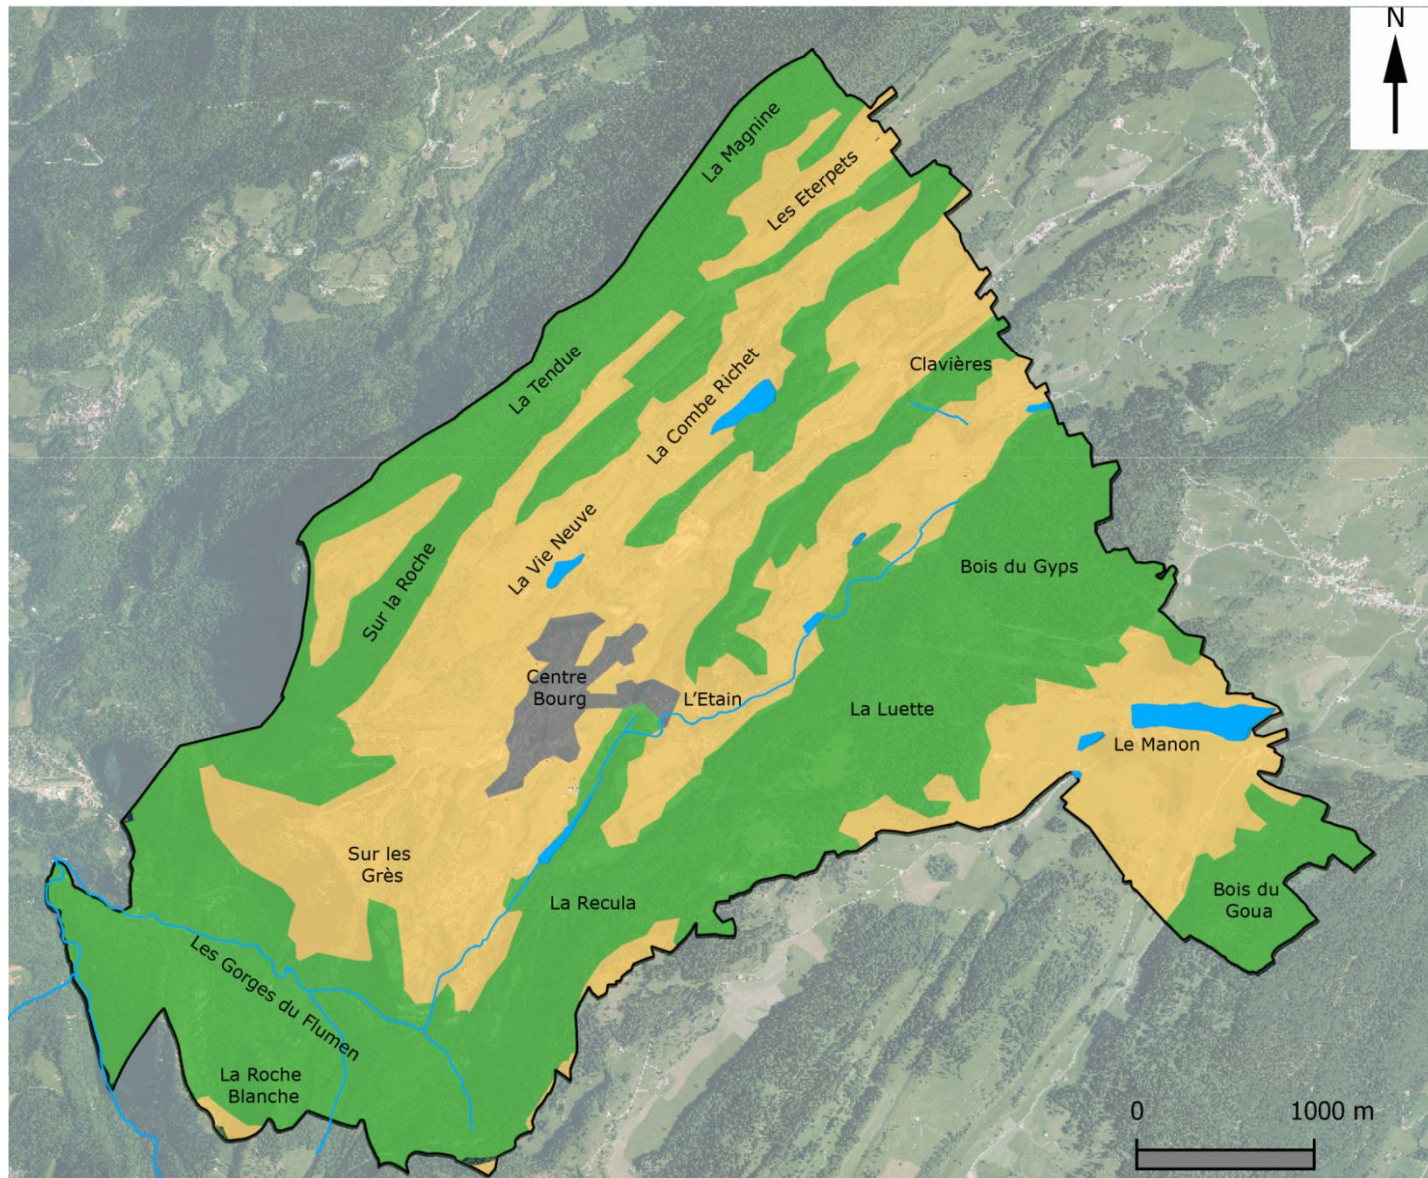 N
La Magnine
Les Eterpets
La Tendue
La Combe Richet
Clavières
La Vie Neuve
Sur la Roche
Bois du Gyps
Centre
Bourg
L'Etain
La Luette
Le Manon
Sur les
Grès
La Recula
Bois du
Goua
Les Gorges du Flumen
La Roche
Blanche
0
1000 m